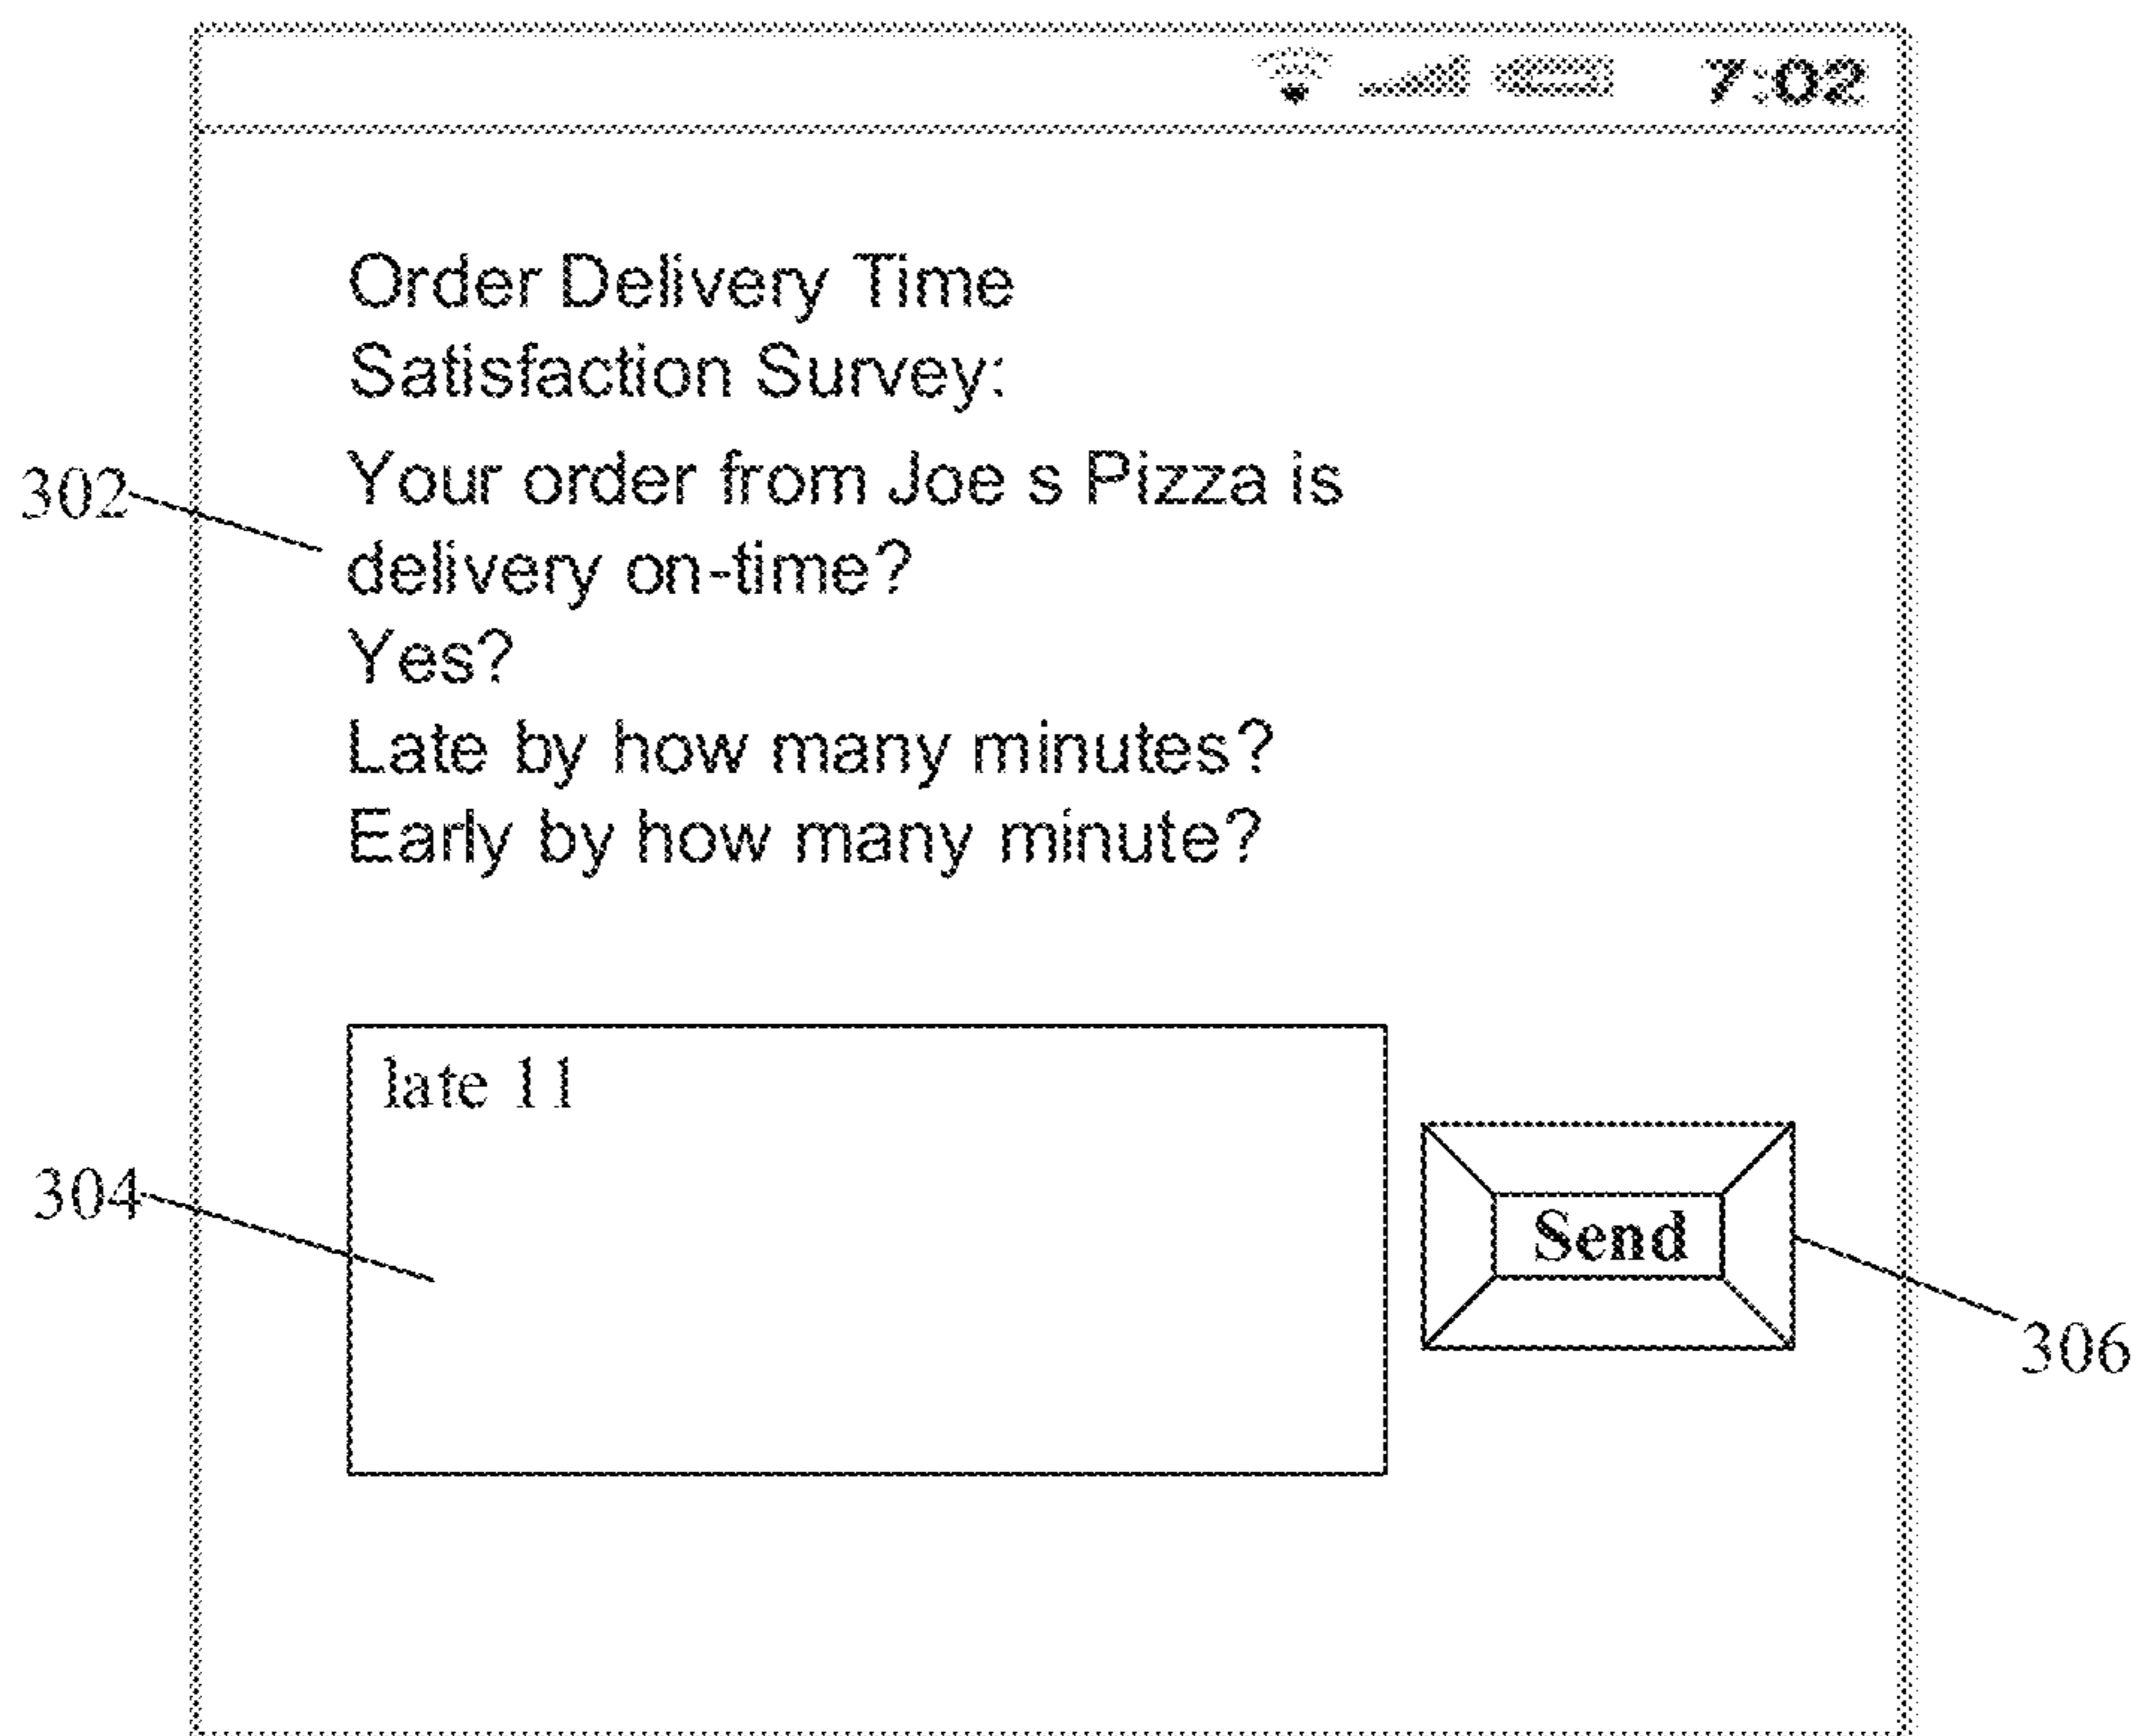 7:02
Order Delivery Time
Satisfaction Survey:
302
Your order from Joe s Pizza is
delivery on-time?
Yes?
Late by how many minutes?
Early by how many minute?
late 11
304
Send
306